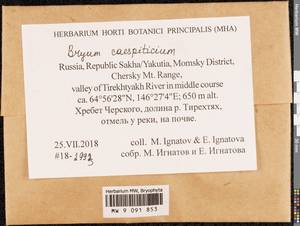 HERBARIUM HORTI BOTANICI PRINCIPALIS (MHA)
Bryum caespiticium
Russia, Republic Sakha/Yakutia, Momsky District,
Chersky Mt. Range,
valley of Tirekhtyakh River in middle course
ca. 64°56'28"N, 146°27'4"E; 650 m alt.
Хребет Черского, долина р. Тирехтях,
отмель у реки, на почве.
25.VII.2018
coll. M. Ignatov & E. Ignatova
#18-2992
собр. М. Игнатов и Е. Игнатова
Herbarium MW, Bryophyta
MW 9 091 853